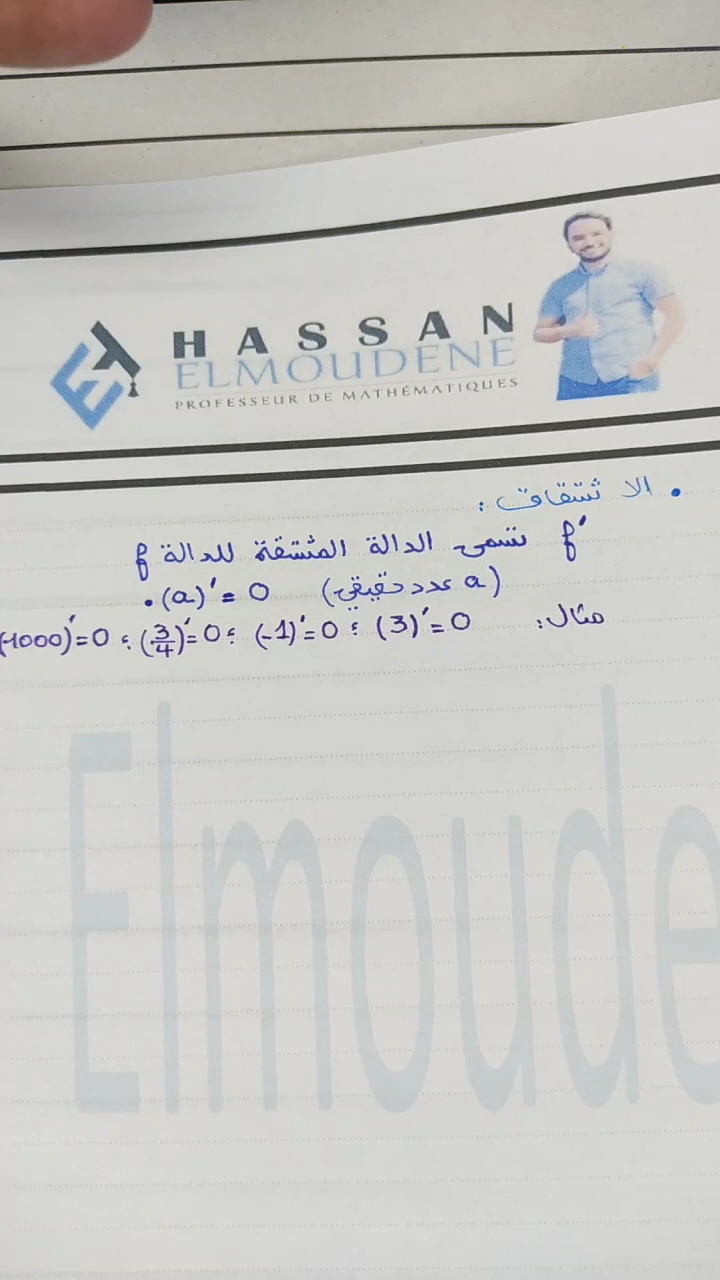 HASSAN
ELMOUDENE
PROFESSEUR DE MATHÉMATIQUES
• الاشتقاق :
f' تسمى الدالة المشتقة للدالة f
• (a)' = 0 (a عدد حقيقي)
مثال: (3)'=0 ؛ (-1)'=0 ؛ (3/4)'=0 ؛ (-1000)'=0
Elmoude